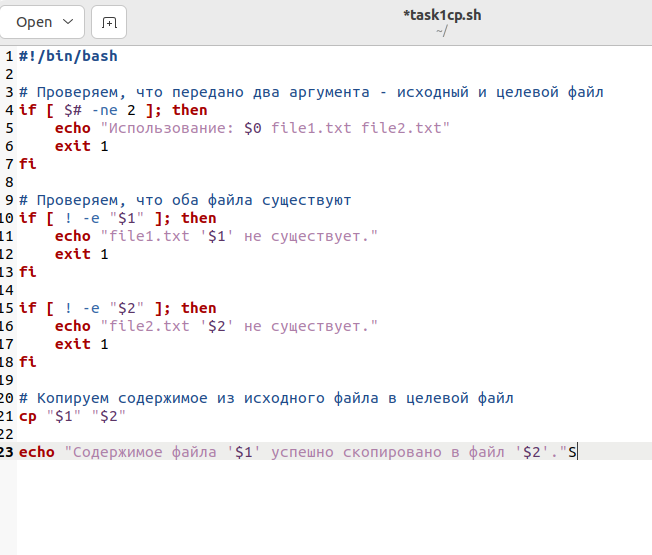 Open
*task1cp.sh
~/
1 #!/bin/bash
2
3 # Проверяем, что передано два аргумента - исходный и целевой файл
4 if [ $# -ne 2 ]; then
5     echo "Использование: $0 file1.txt file2.txt"
6     exit 1
7 fi
8
9 # Проверяем, что оба файла существуют
10 if [ ! -e "$1" ]; then
11     echo "file1.txt '$1' не существует."
12     exit 1
13 fi
14
15 if [ ! -e "$2" ]; then
16     echo "file2.txt '$2' не существует."
17     exit 1
18 fi
19
20 # Копируем содержимое из исходного файла в целевой файл
21 cp "$1" "$2"
22
23 echo "Содержимое файла '$1' успешно скопировано в файл '$2'."S